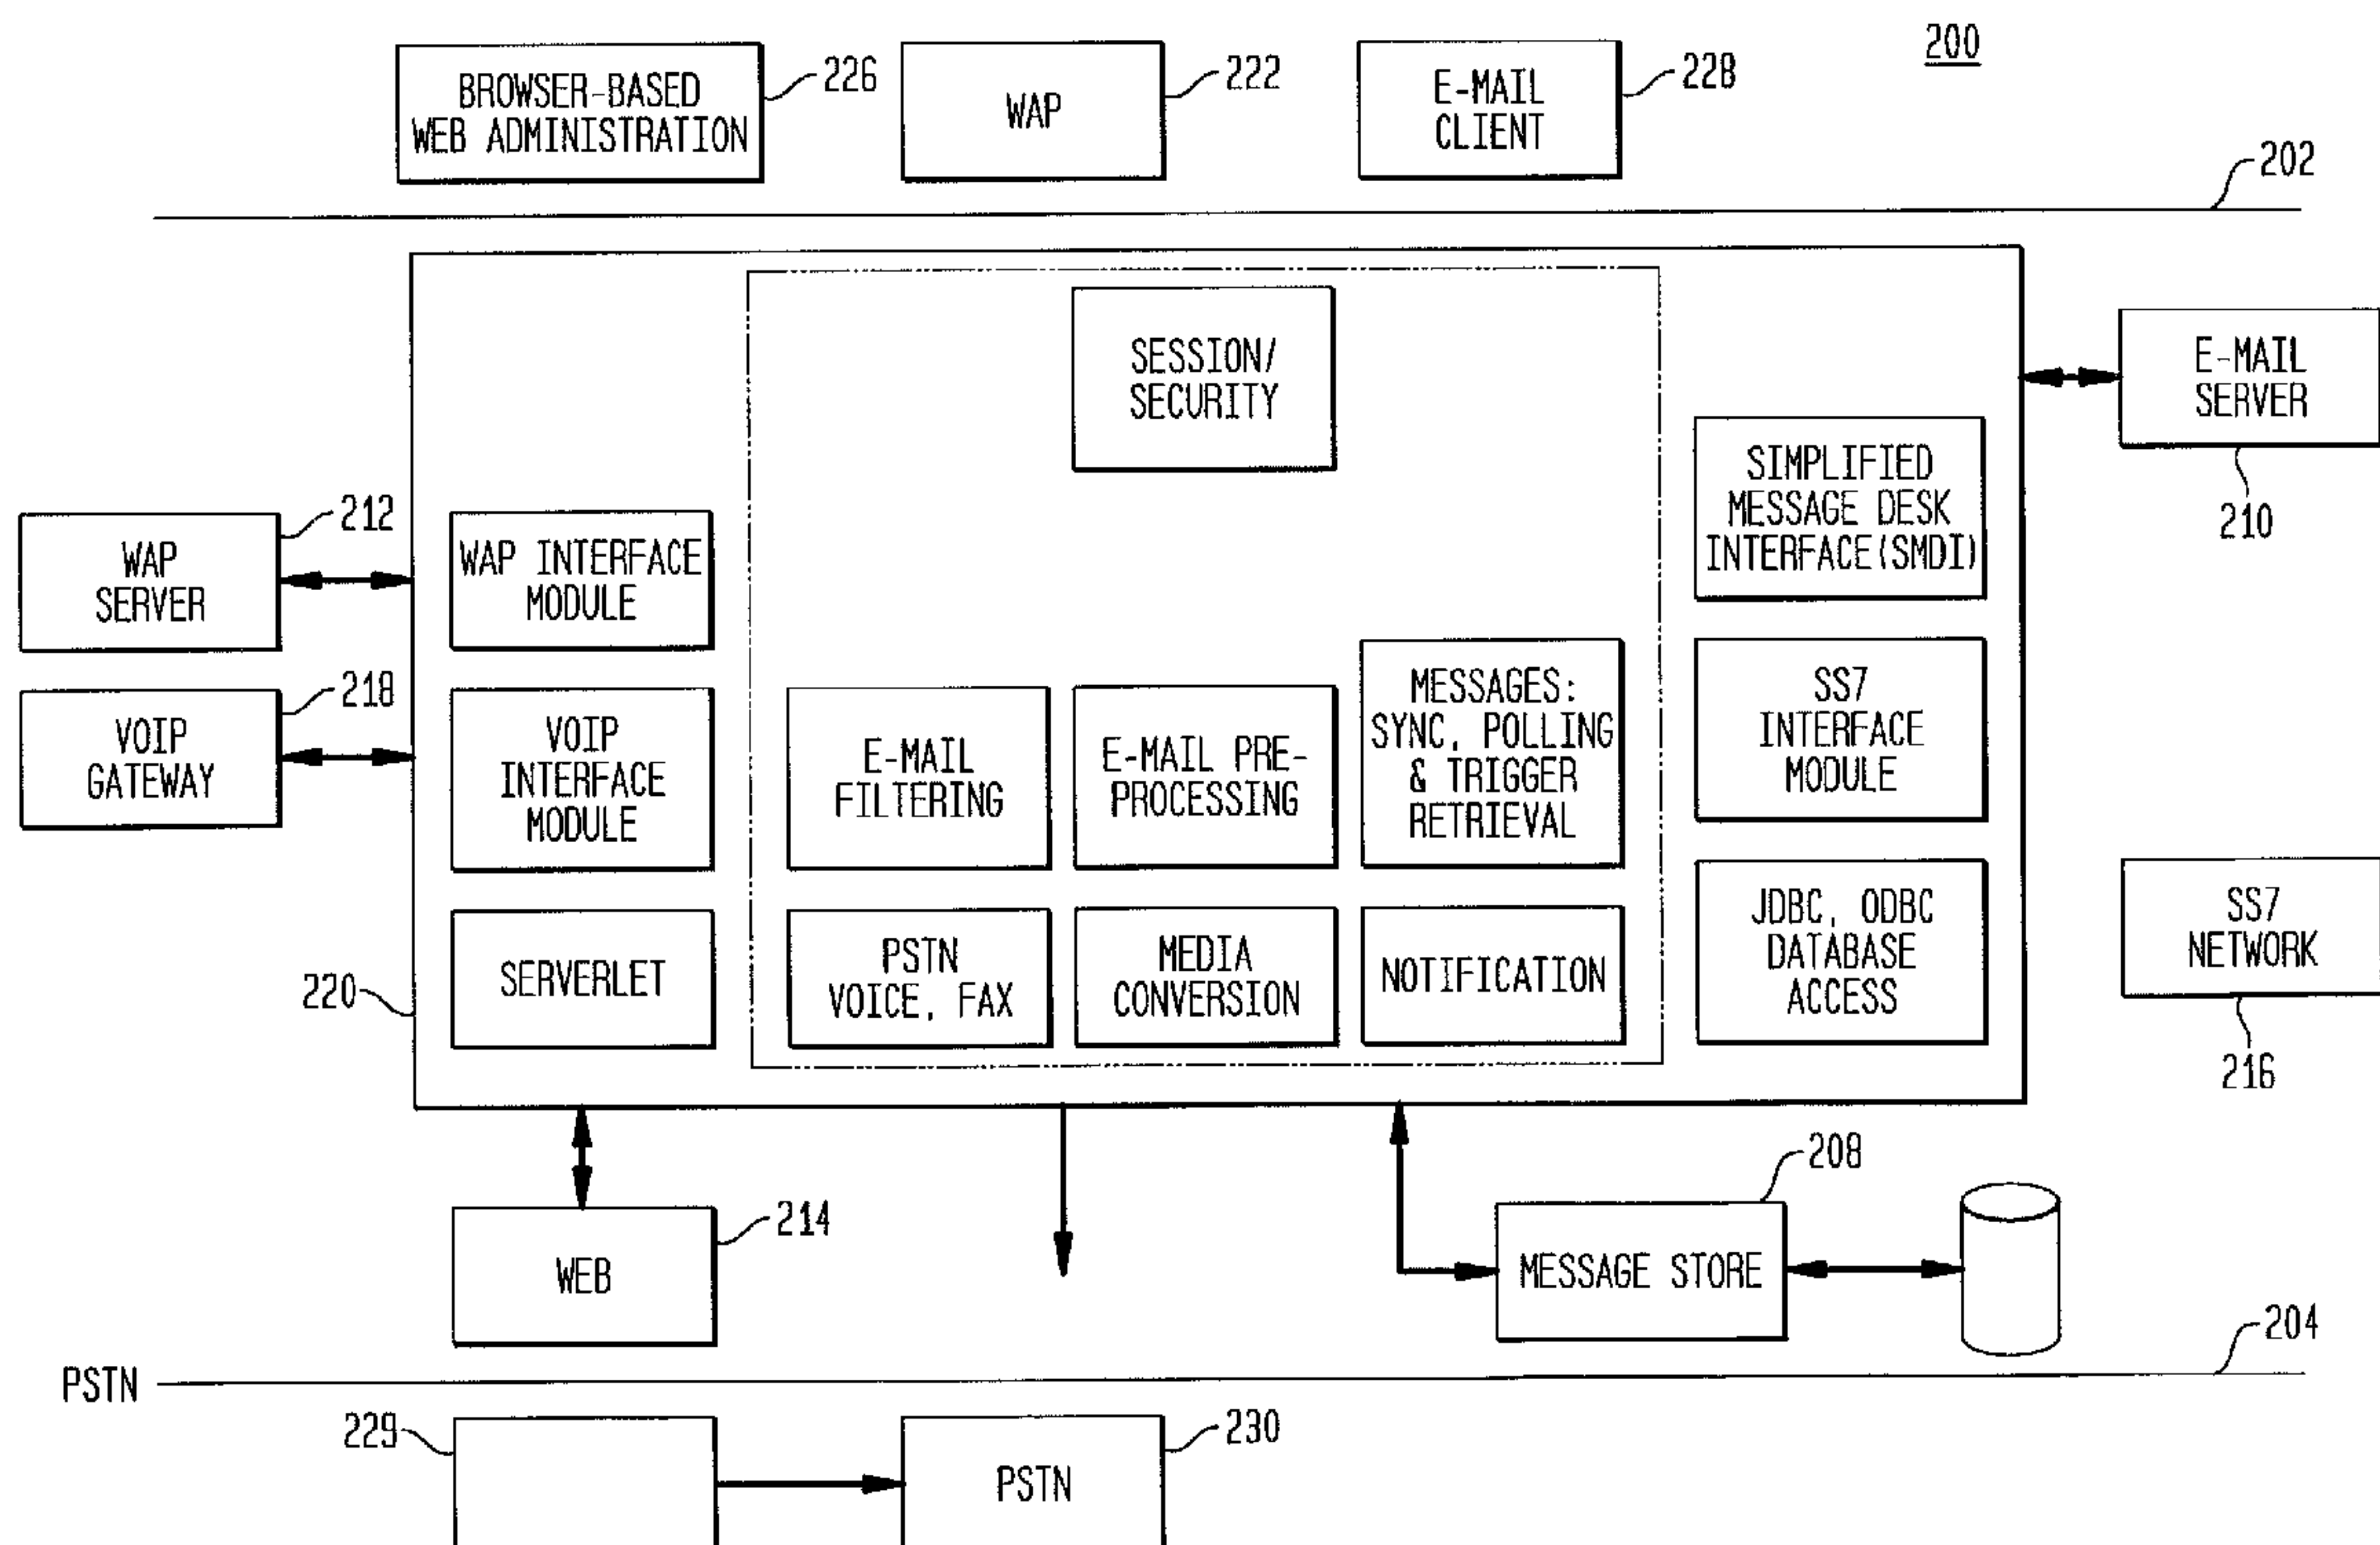 200
BROWSER-BASED
WEB ADMINISTRATION
226
WAP
222
E-MAIL
CLIENT
228
202
SESSION/
SECURITY
E-MAIL
SERVER
210
SIMPLIFIED
MESSAGE DESK
INTERFACE(SMDI)
WAP
SERVER
212
WAP INTERFACE
MODULE
VOIP
GATEWAY
218
VOIP
INTERFACE
MODULE
E-MAIL
FILTERING
E-MAIL PRE-
PROCESSING
MESSAGES:
SYNC, POLLING
& TRIGGER
RETRIEVAL
SS7
INTERFACE
MODULE
220
SERVERLET
PSTN
VOICE, FAX
MEDIA
CONVERSION
NOTIFICATION
JDBC, ODBC
DATABASE
ACCESS
SS7
NETWORK
216
WEB
214
MESSAGE STORE
208
PSTN
204
229
PSTN
230